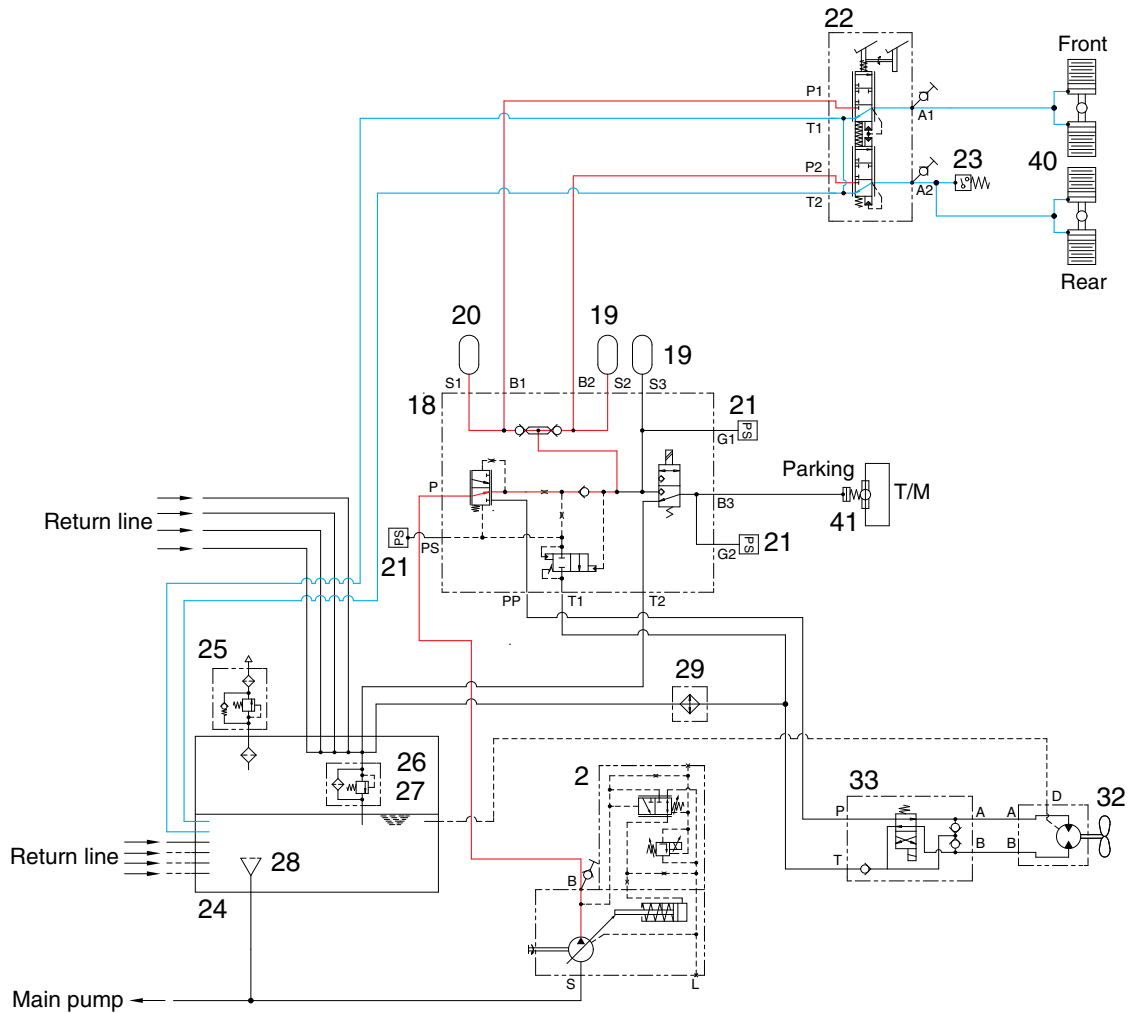 22
Front
P1
A1
T1
23
40
P2
A2
T2
Rear
20
19
19
S1
B1
B2
S2
S3
18
21
PS
G1
Parking
P
T/M
B3
Return line
41
PS
PS
21
G2
PS
21
PP
T1
T2
25
29
26
2
27
33
D
32
P
A
A
Return line
28
B
B
B
T
24
S
L
Main pump